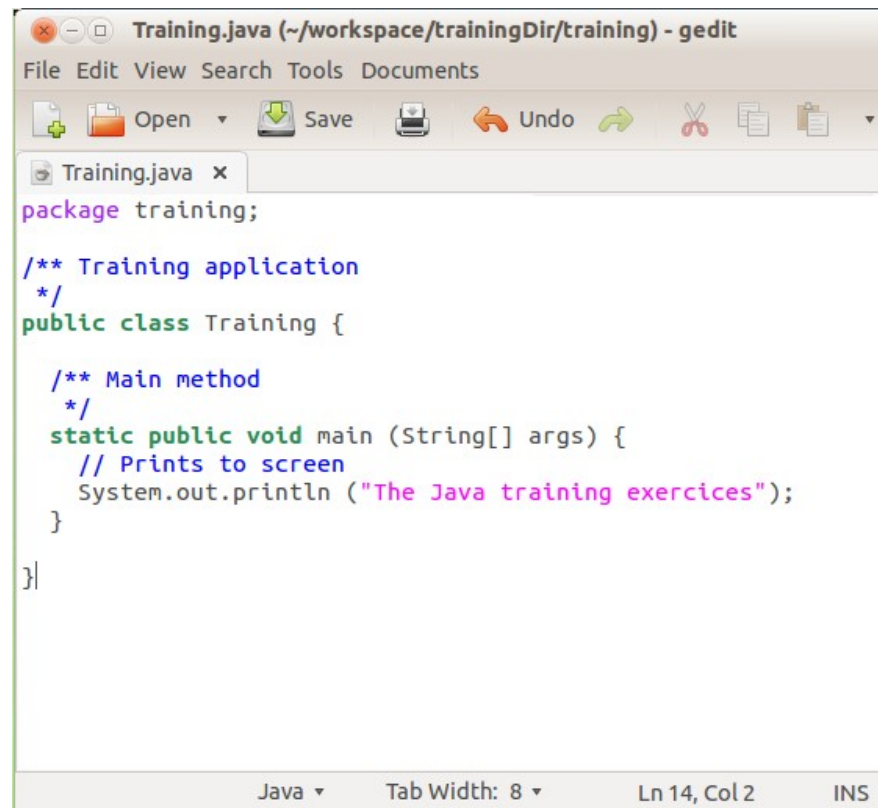 Training.java (~/workspace/trainingDir/training) - gedit
File Edit View Search Tools Documents
Open Save Undo
Training.java
package training;
/** Training application
*/
public class Training {
/** Main method
*/
static public void main (String[] args) {
// Prints to screen
System.out.println ("The Java training exercices");
}
}
Java Tab Width: 8 Ln 14, Col 2 INS